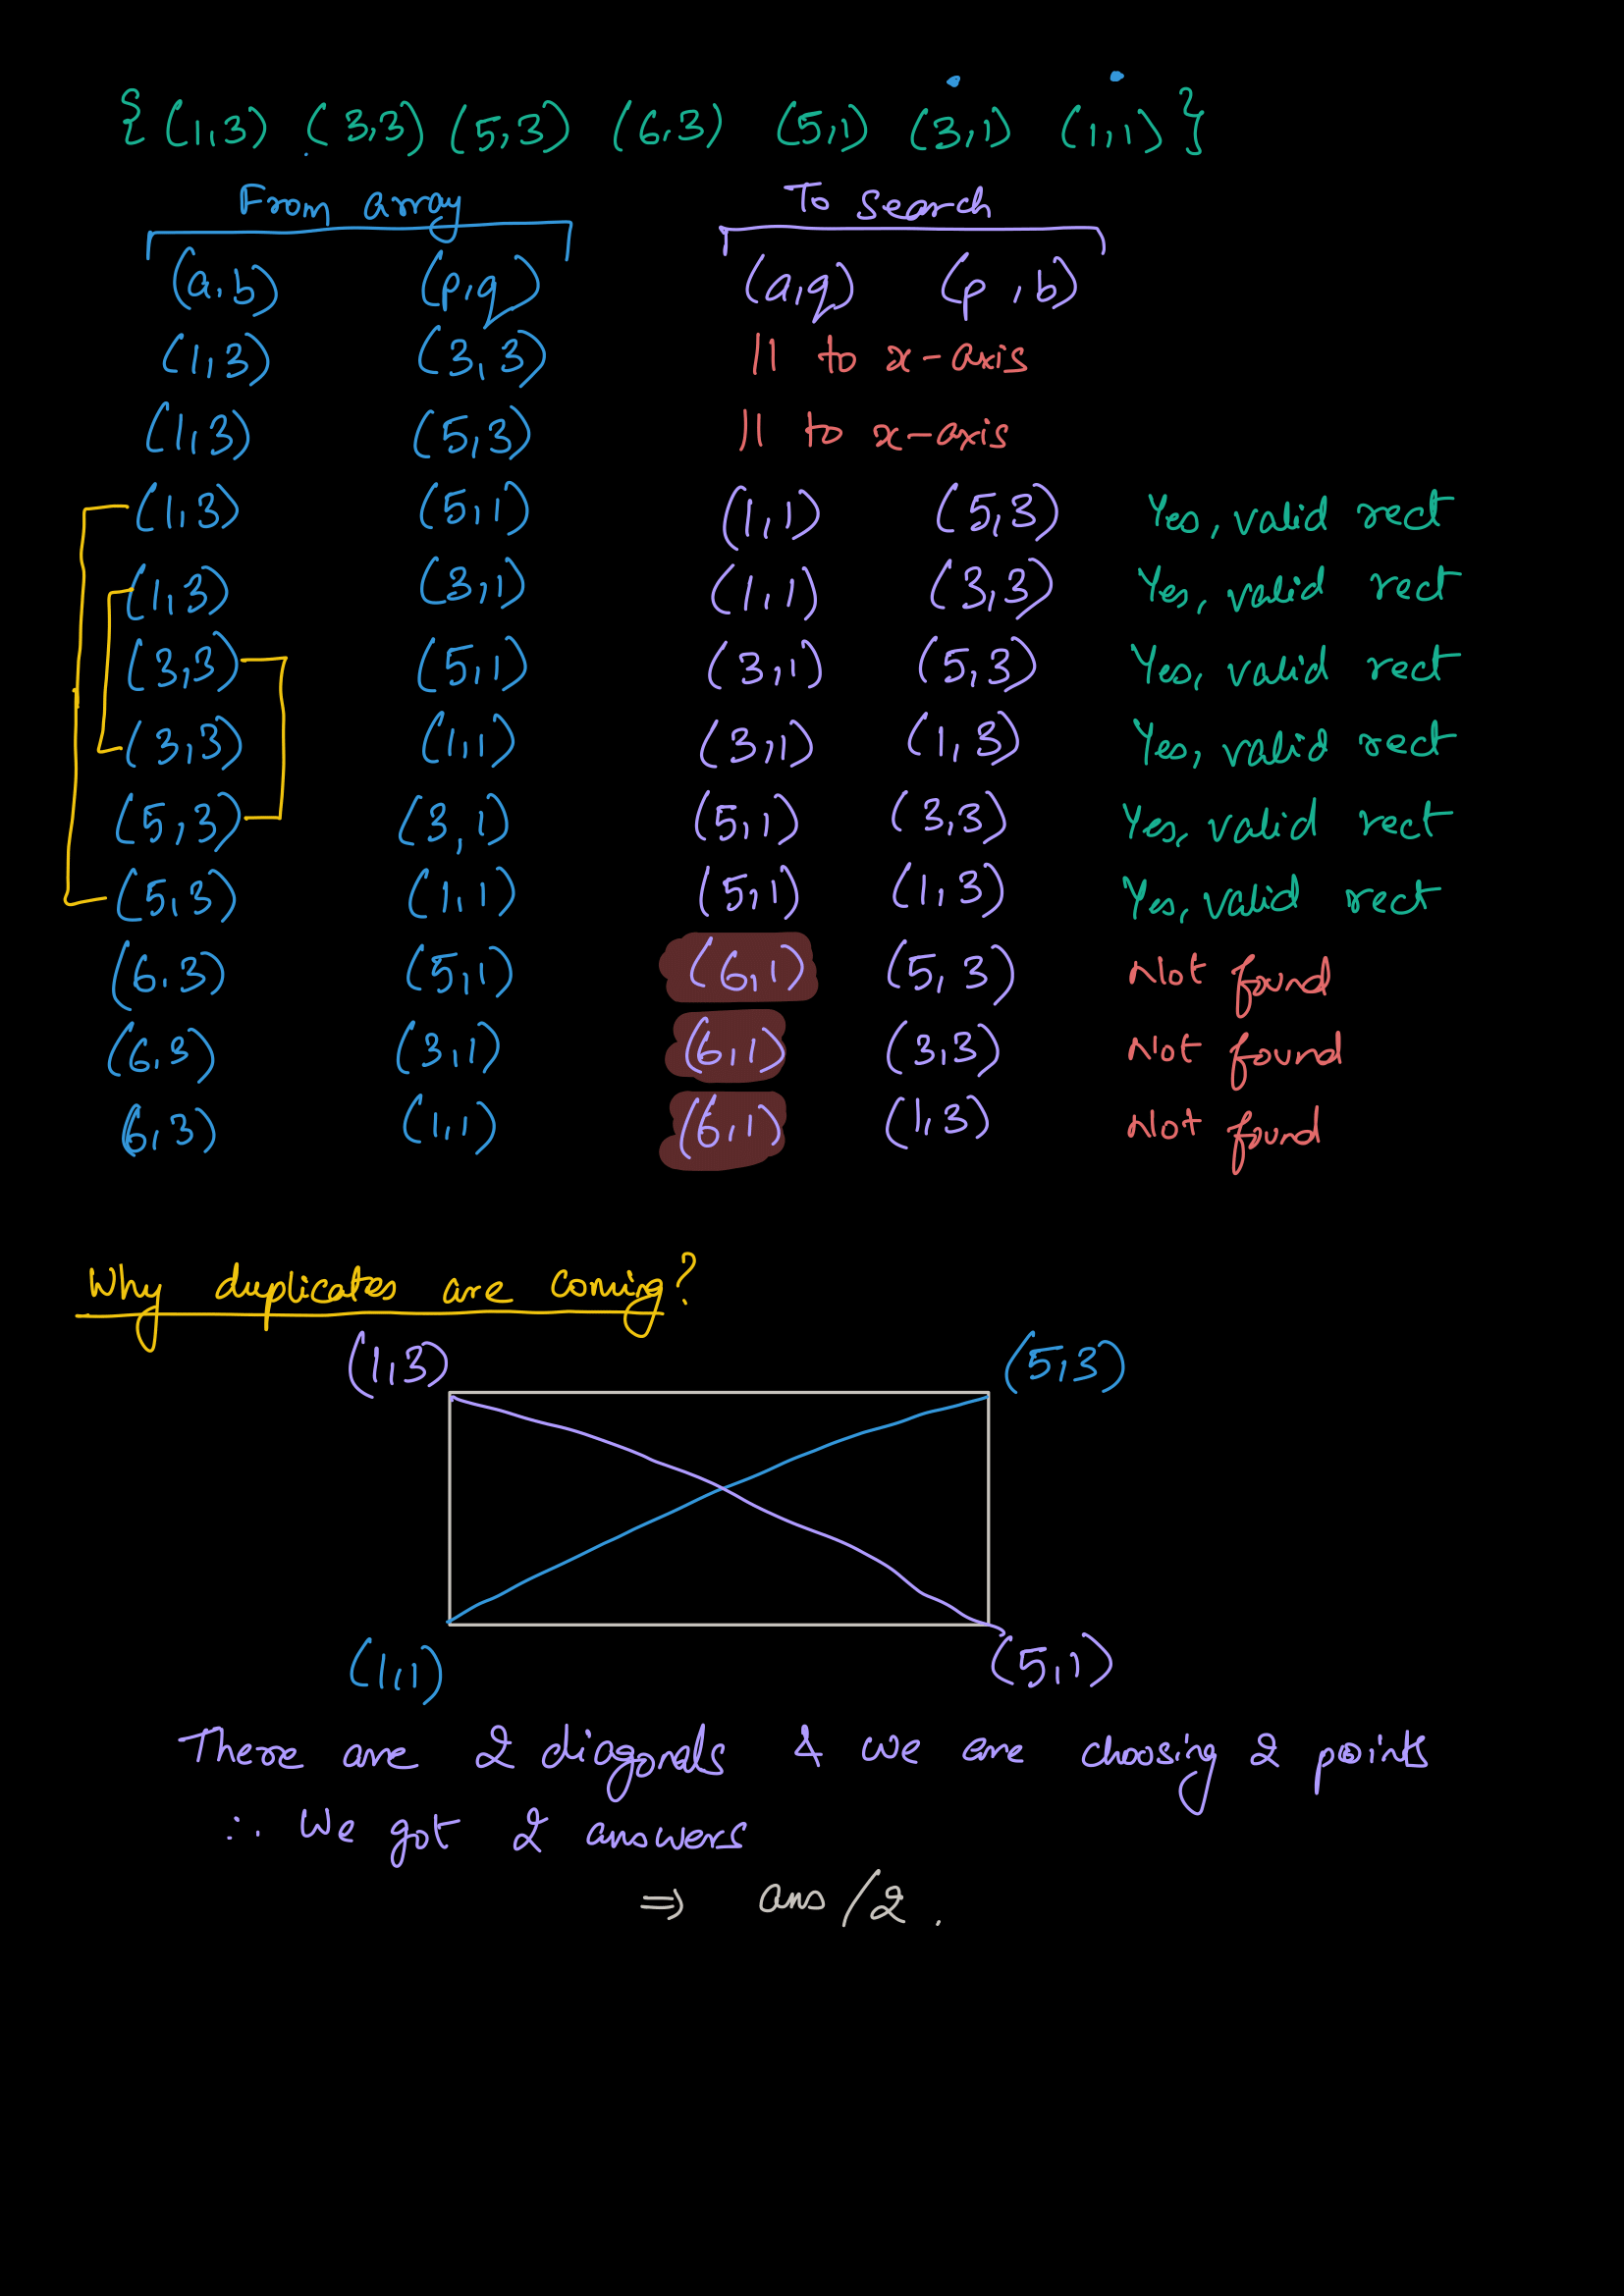 { (1,3) (3,3) (5,3) (6,3) (5,1) (3,1) (1,1) }
From array To search
(a,b) (p,q) (a,q) (p,b)
(1,3) (3,3) || to x-axis
(1,3) (5,3) || to x-axis
(1,3) (5,1) (1,1) (5,3) Yes, valid rect
(1,3) (3,1) (1,1) (3,3) Yes, valid rect
(3,3) (5,1) (3,1) (5,3) Yes, valid rect
(3,3) (1,1) (3,1) (1,3) Yes, valid rect
(5,3) (3,1) (5,1) (3,3) Yes, valid rect
(5,3) (1,1) (5,1) (1,3) Yes, valid rect
(6,3) (5,1) (6,1) (5,3) Not found
(6,3) (3,1) (6,1) (3,3) Not found
(6,3) (1,1) (6,1) (1,3) Not found
Why duplicates are coming?
(1,3) (5,3)
(1,1) (5,1)
There are 2 diagonals & we are choosing 2 points
∴ We got 2 answers
⇒ ans/2.